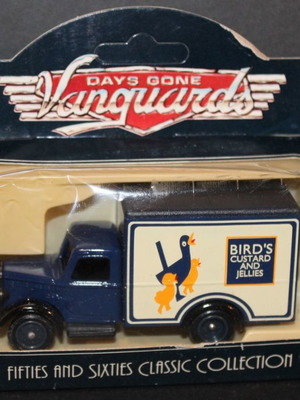 DAYS GONE
Vanguards
BIRD'S
CUSTARD
AND
JELLIES
FIFTIES AND SIXTIES CLASSIC COLLECTION